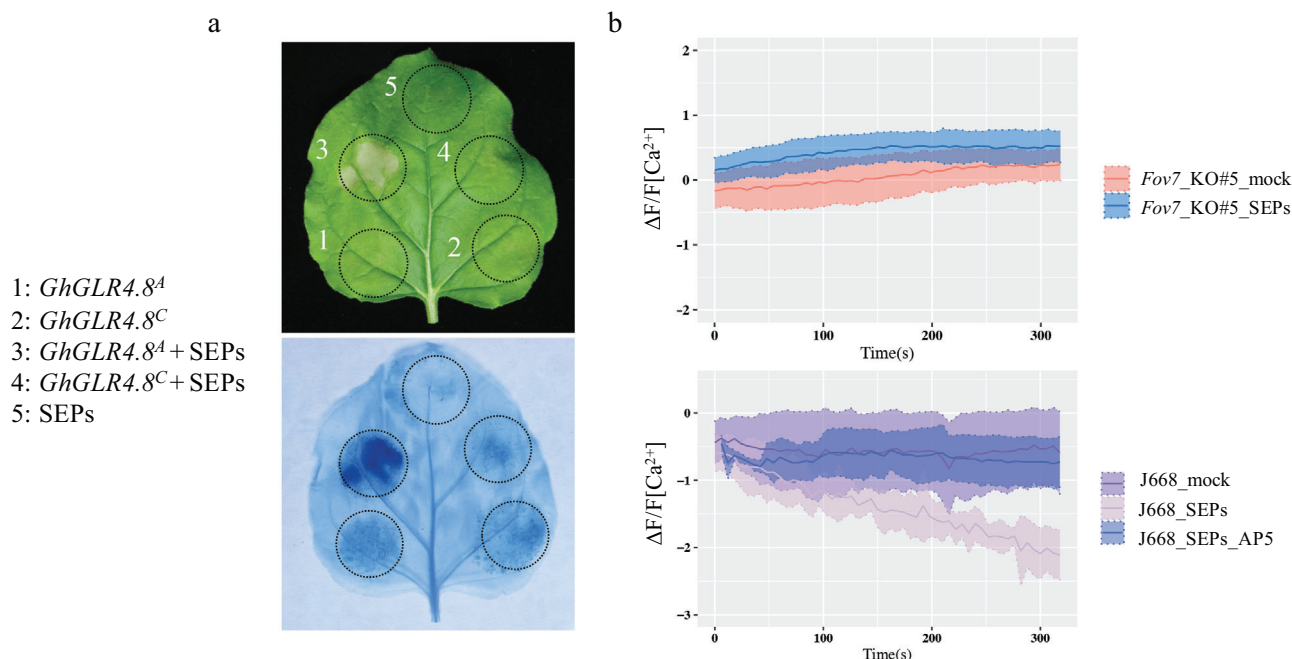 a
b
1: GhGLR4.8ᴬ
2: GhGLR4.8ᶜ
3: GhGLR4.8ᴬ + SEPs
4: GhGLR4.8ᶜ + SEPs
5: SEPs
5
3
4
1
2
2
1
0
-1
-2
ΔF/F[Ca²⁺]
0
100
200
300
Time(s)
Fov7_KO#5_mock
Fov7_KO#5_SEPs
0
-1
-2
-3
ΔF/F[Ca²⁺]
0
100
200
300
Time(s)
J668_mock
J668_SEPs
J668_SEPs_AP5